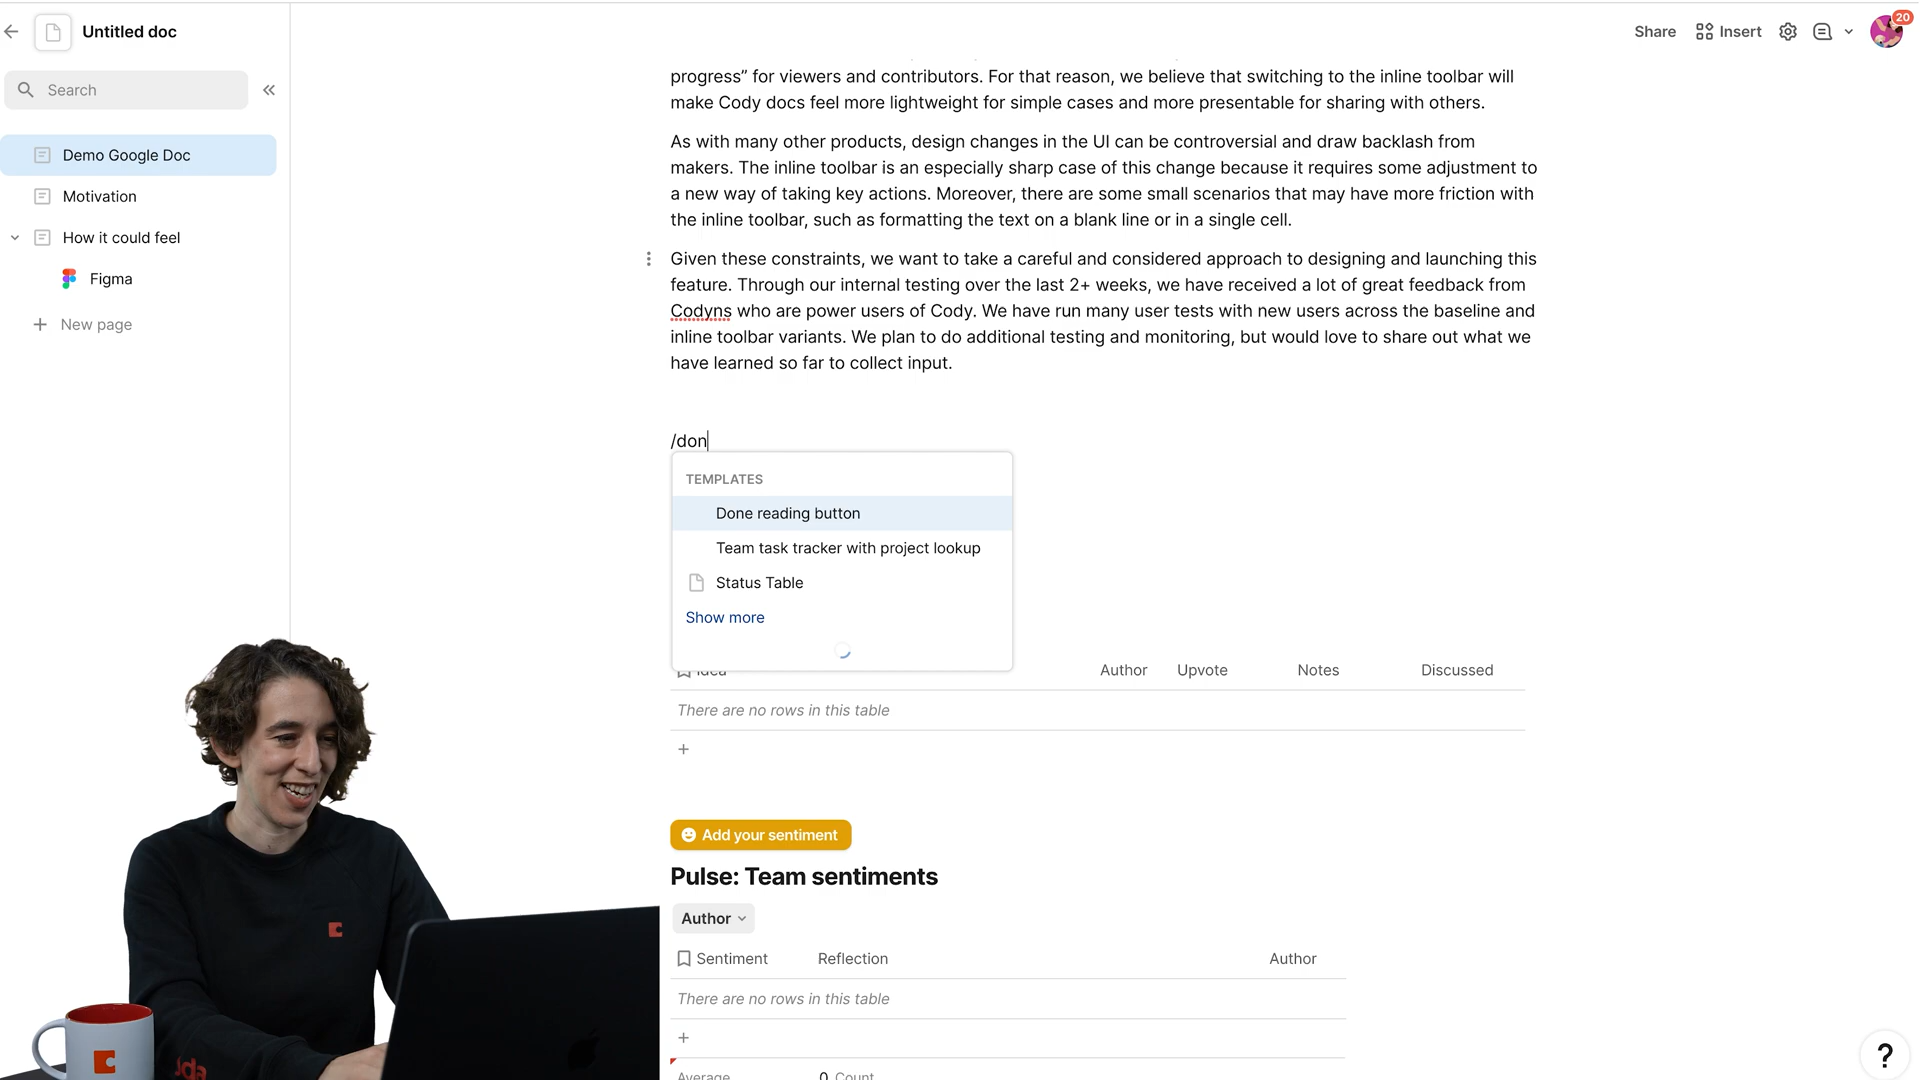 Untitled doc
Share
Insert
20
Search
Demo Google Doc
Motivation
How it could feel
Figma
New page
progress” for viewers and contributors. For that reason, we believe that switching to the inline toolbar will
make Cody docs feel more lightweight for simple cases and more presentable for sharing with others.
As with many other products, design changes in the UI can be controversial and draw backlash from
makers. The inline toolbar is an especially sharp case of this change because it requires some adjustment to
a new way of taking key actions. Moreover, there are some small scenarios that may have more friction with
the inline toolbar, such as formatting the text on a blank line or in a single cell.
Given these constraints, we want to take a careful and considered approach to designing and launching this
feature. Through our internal testing over the last 2+ weeks, we have received a lot of great feedback from
Codyns who are power users of Cody. We have run many user tests with new users across the baseline and
inline toolbar variants. We plan to do additional testing and monitoring, but would love to share out what we
have learned so far to collect input.
/don
TEMPLATES
Done reading button
Team task tracker with project lookup
Status Table
Show more
Idea Author Upvote Notes Discussed
There are no rows in this table
Add your sentiment
Pulse: Team sentiments
Author
Sentiment Reflection Author
There are no rows in this table
Average 0 Count
?